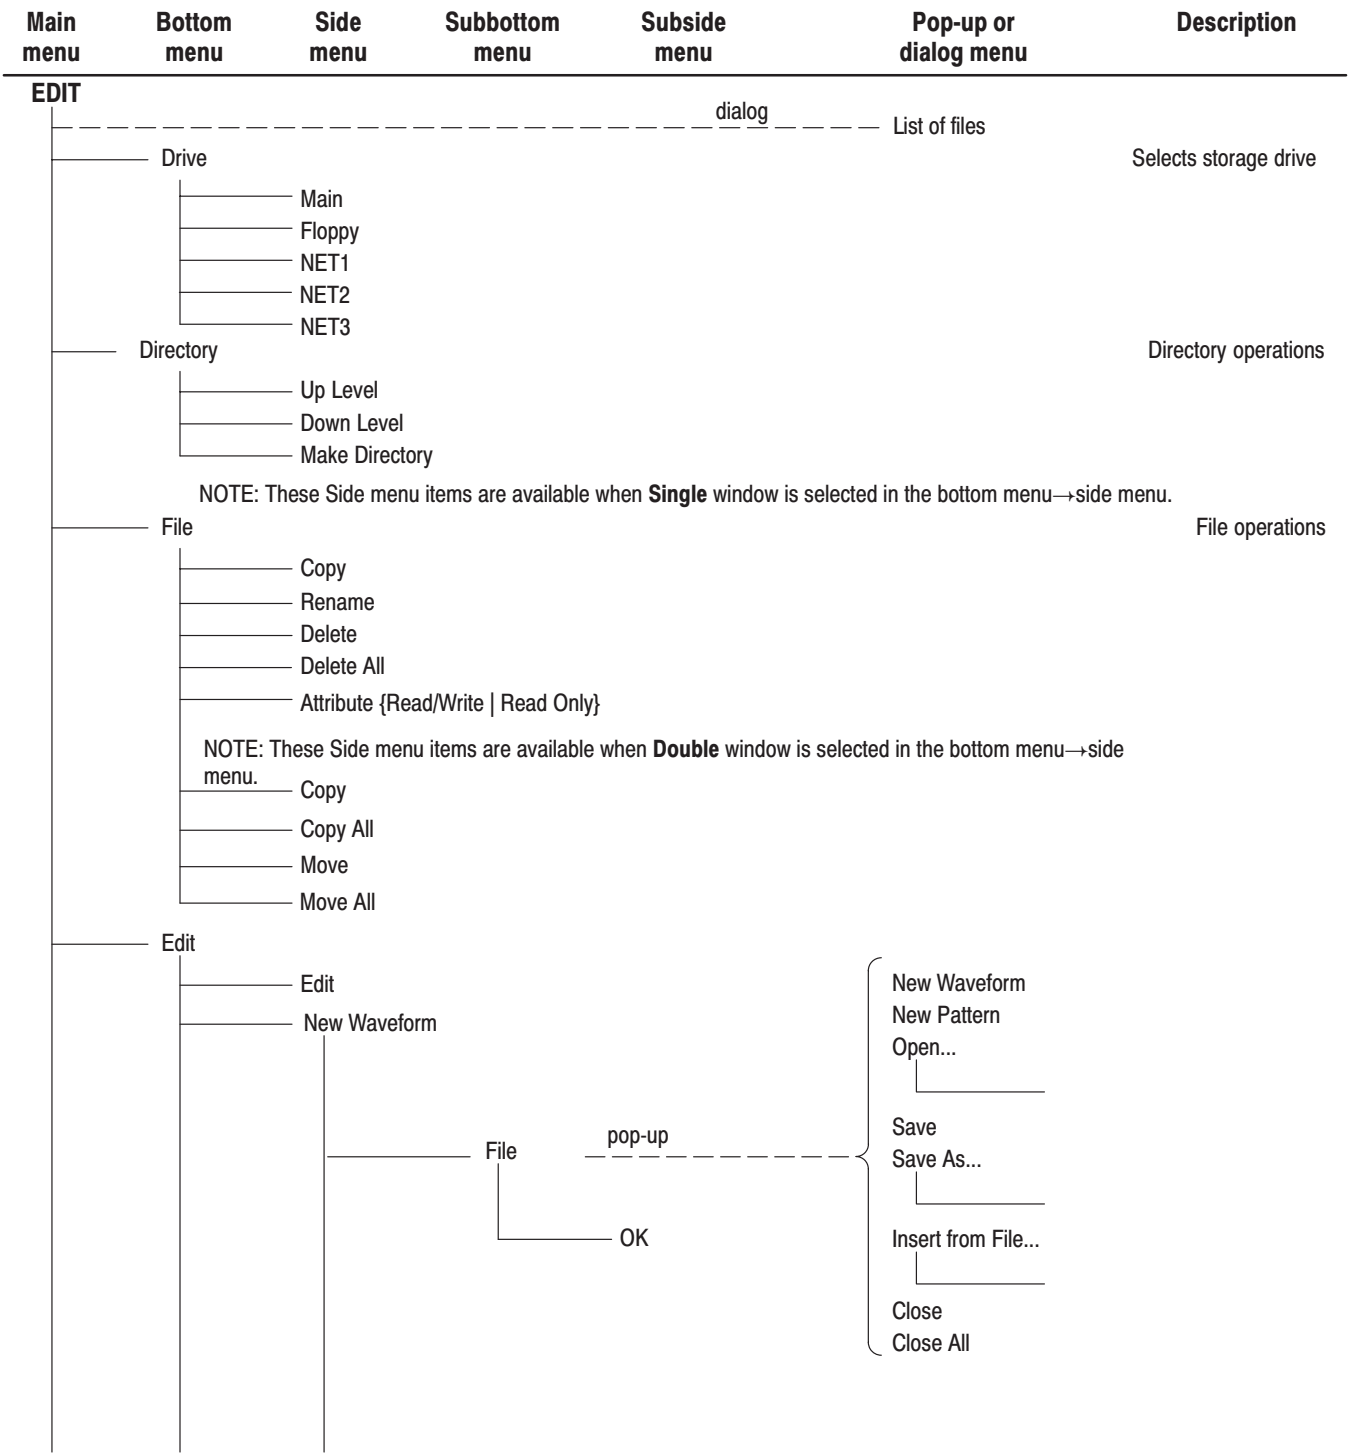 Main menu
Bottom menu
Side menu
Subbottom menu
Subside menu
Pop-up or dialog menu
Description
EDIT
dialog
List of files
Drive
Selects storage drive
Main
Floppy
NET1
NET2
NET3
Directory
Directory operations
Up Level
Down Level
Make Directory
NOTE: These Side menu items are available when Single window is selected in the bottom menu→side menu.
File
File operations
Copy
Rename
Delete
Delete All
Attribute {Read/Write | Read Only}
NOTE: These Side menu items are available when Double window is selected in the bottom menu→side
menu.
Copy
Copy All
Move
Move All
Edit
Edit
New Waveform
New Waveform
New Pattern
Open...
File
pop-up
Save
Save As...
OK
Insert from File...
Close
Close All